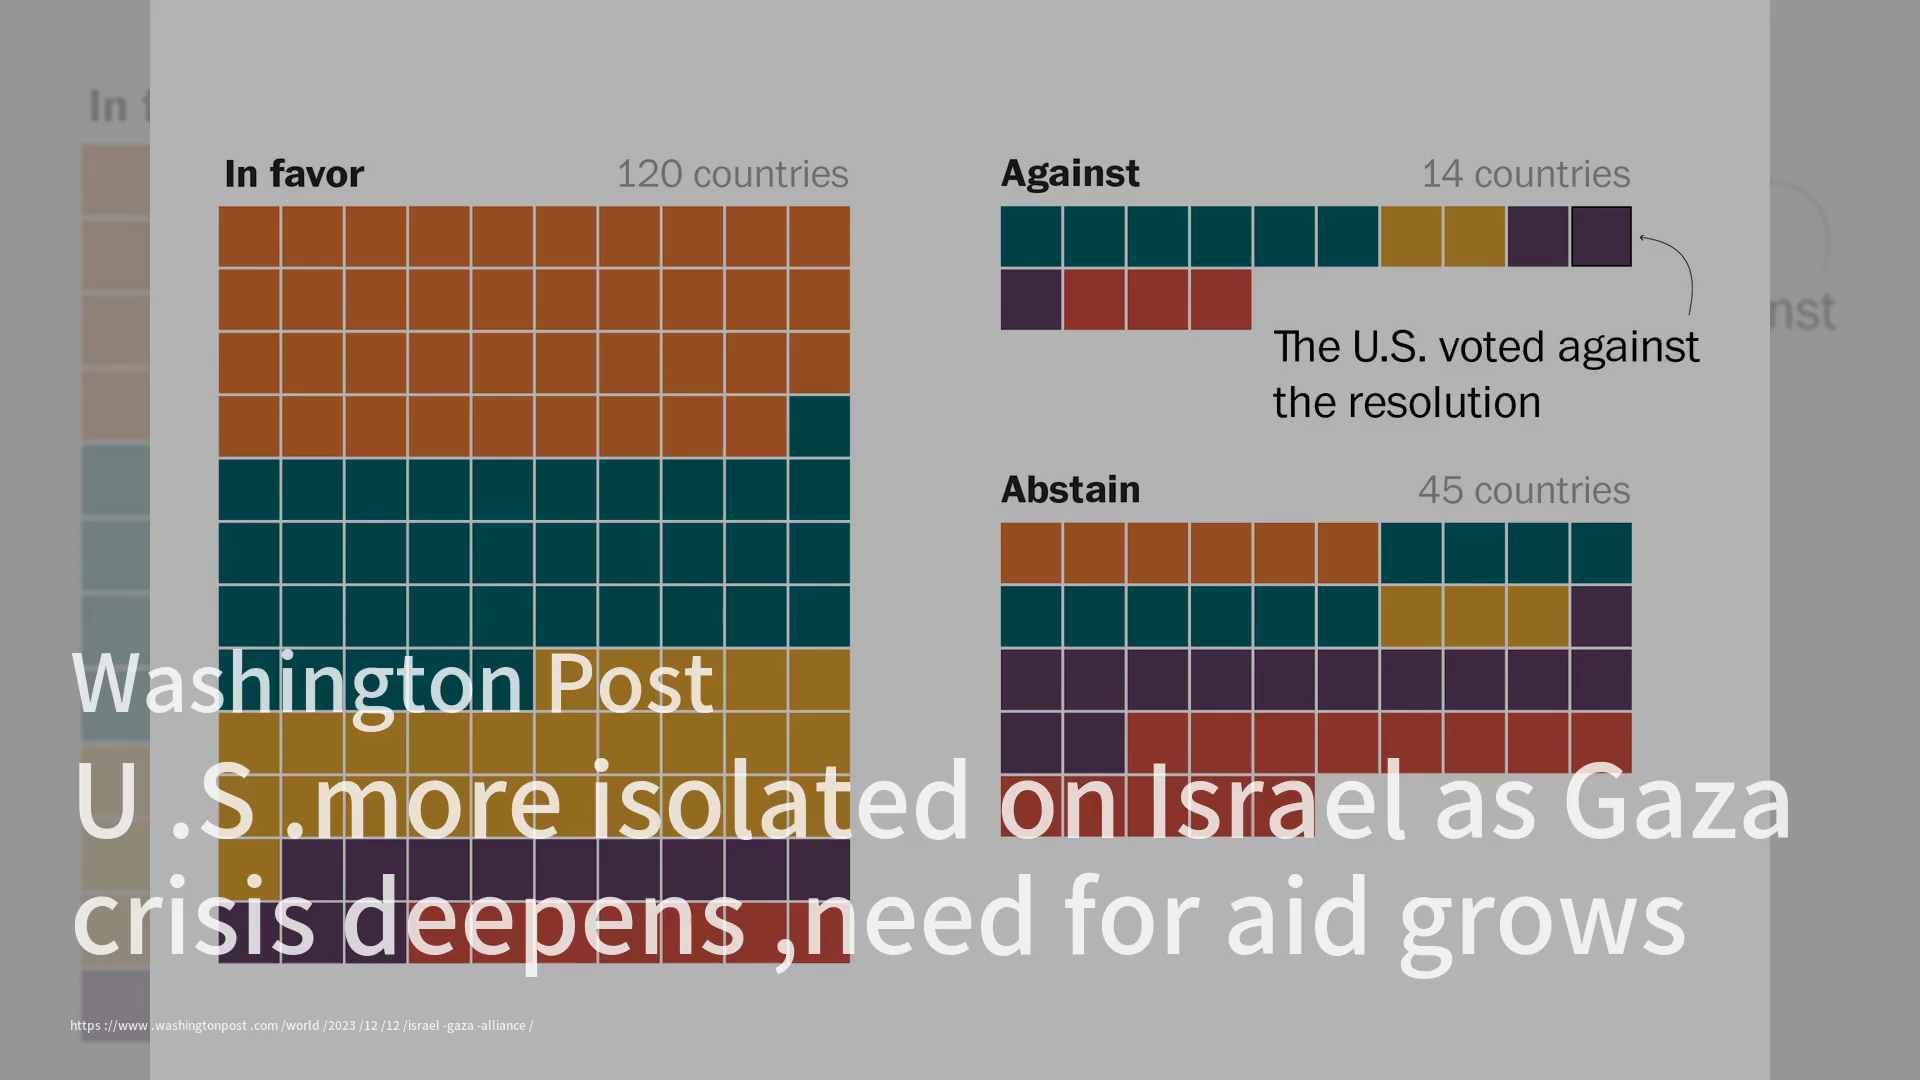 In favor 120 countries
Against 14 countries
The U.S. voted against
the resolution
Abstain 45 countries
Washington Post
U .S .more isolated on Israel as Gaza
crisis deepens ,need for aid grows
https ://www .washingtonpost .com /world /2023 /12 /12 /israel -gaza -alliance /
In
nst